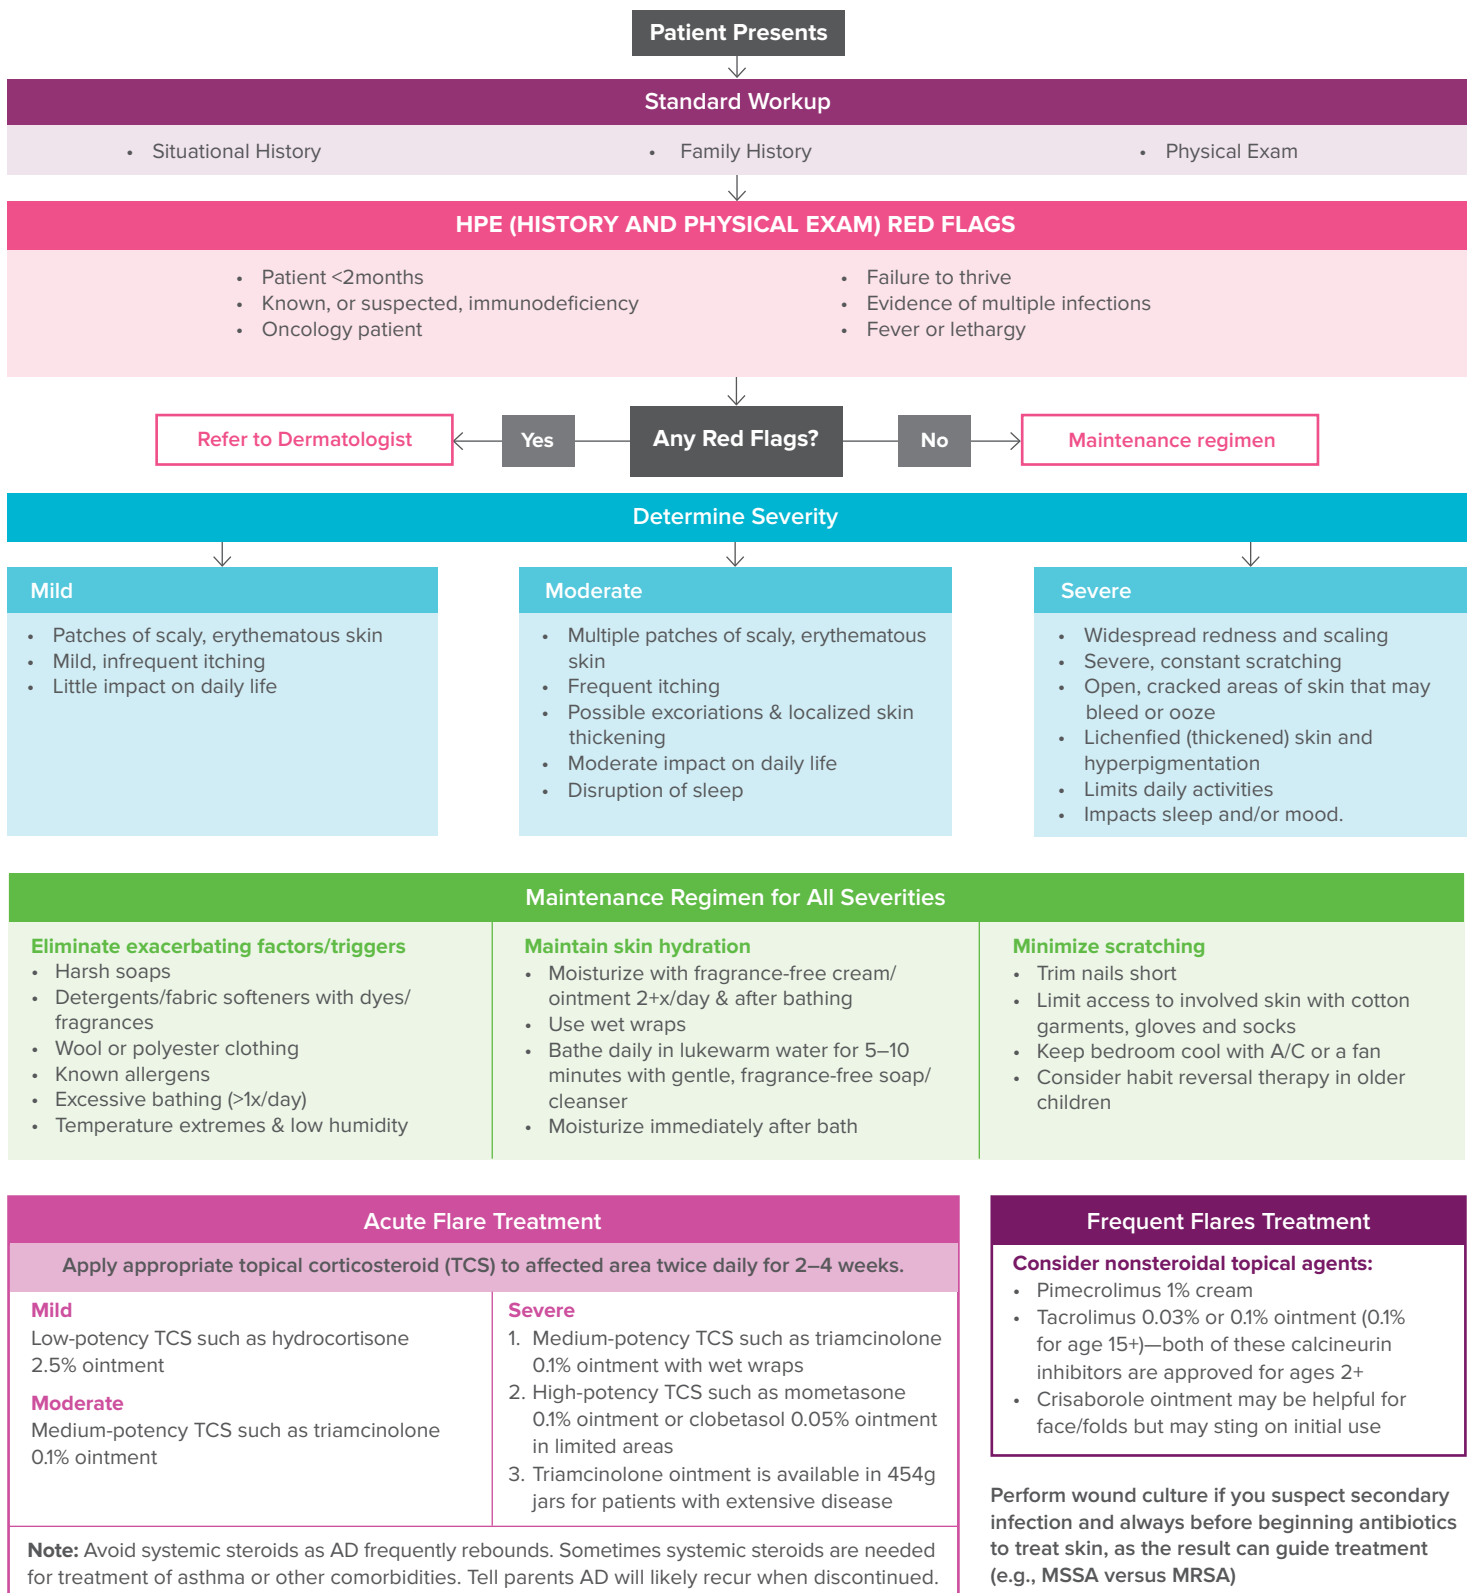 Patient Presents
Standard Workup
• Situational History
• Family History
• Physical Exam
HPE (HISTORY AND PHYSICAL EXAM) RED FLAGS
• Patient <2months
• Known, or suspected, immunodeficiency
• Oncology patient
• Failure to thrive
• Evidence of multiple infections
• Fever or lethargy
Refer to Dermatologist
Yes
Any Red Flags?
No
Maintenance regimen
Determine Severity
Mild
• Patches of scaly, erythematous skin
• Mild, infrequent itching
• Little impact on daily life
Moderate
• Multiple patches of scaly, erythematous
skin
• Frequent itching
• Possible excoriations & localized skin
thickening
• Moderate impact on daily life
• Disruption of sleep
Severe
• Widespread redness and scaling
• Severe, constant scratching
• Open, cracked areas of skin that may
bleed or ooze
• Lichenfied (thickened) skin and
hyperpigmentation
• Limits daily activities
• Impacts sleep and/or mood.
Maintenance Regimen for All Severities
Eliminate exacerbating factors/triggers
• Harsh soaps
• Detergents/fabric softeners with dyes/
fragrances
• Wool or polyester clothing
• Known allergens
• Excessive bathing (>1x/day)
• Temperature extremes & low humidity
Maintain skin hydration
• Moisturize with fragrance-free cream/
ointment 2+x/day & after bathing
• Use wet wraps
• Bathe daily in lukewarm water for 5–10
minutes with gentle, fragrance-free soap/
cleanser
• Moisturize immediately after bath
Minimize scratching
• Trim nails short
• Limit access to involved skin with cotton
garments, gloves and socks
• Keep bedroom cool with A/C or a fan
• Consider habit reversal therapy in older
children
Acute Flare Treatment
Apply appropriate topical corticosteroid (TCS) to affected area twice daily for 2–4 weeks.
Mild
Low-potency TCS such as hydrocortisone
2.5% ointment
Moderate
Medium-potency TCS such as triamcinolone
0.1% ointment
Severe
1. Medium-potency TCS such as triamcinolone
0.1% ointment with wet wraps
2. High-potency TCS such as mometasone
0.1% ointment or clobetasol 0.05% ointment
in limited areas
3. Triamcinolone ointment is available in 454g
jars for patients with extensive disease
Note: Avoid systemic steroids as AD frequently rebounds. Sometimes systemic steroids are needed
for treatment of asthma or other comorbidities. Tell parents AD will likely recur when discontinued.
Frequent Flares Treatment
Consider nonsteroidal topical agents:
• Pimecrolimus 1% cream
• Tacrolimus 0.03% or 0.1% ointment (0.1%
for age 15+)—both of these calcineurin
inhibitors are approved for ages 2+
• Crisaborole ointment may be helpful for
face/folds but may sting on initial use
Perform wound culture if you suspect secondary
infection and always before beginning antibiotics
to treat skin, as the result can guide treatment
(e.g., MSSA versus MRSA)